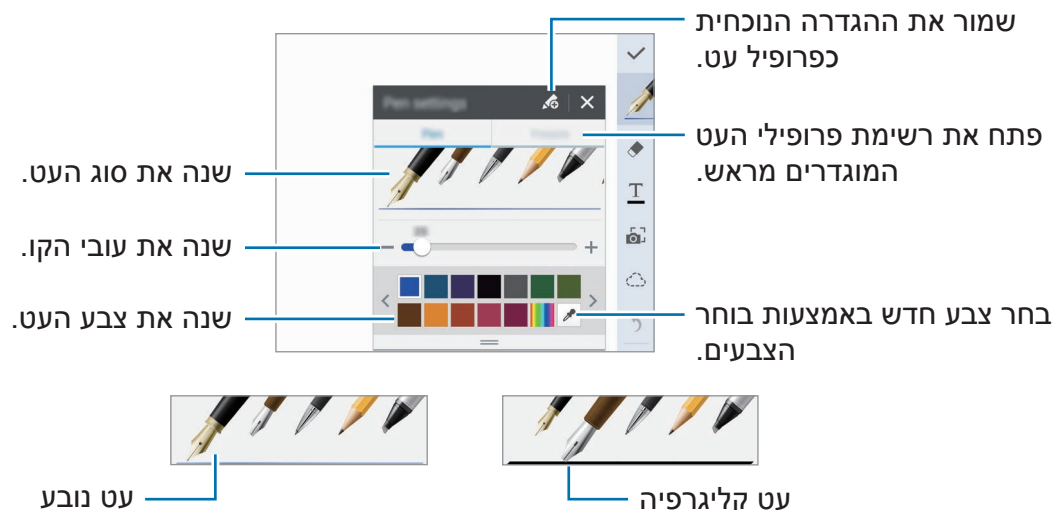 שמור את ההגדרה הנוכחית
כפרופיל עט.
Pen settings
Pen
פתח את רשימת פרופילי העט
המוגדרים מראש.
שנה את סוג העט.
T
שנה את עובי הקו.
שנה את צבע העט.
בחר צבע חדש באמצעות בוחר
הצבעים.
עט נובע
עט קליגרפיה